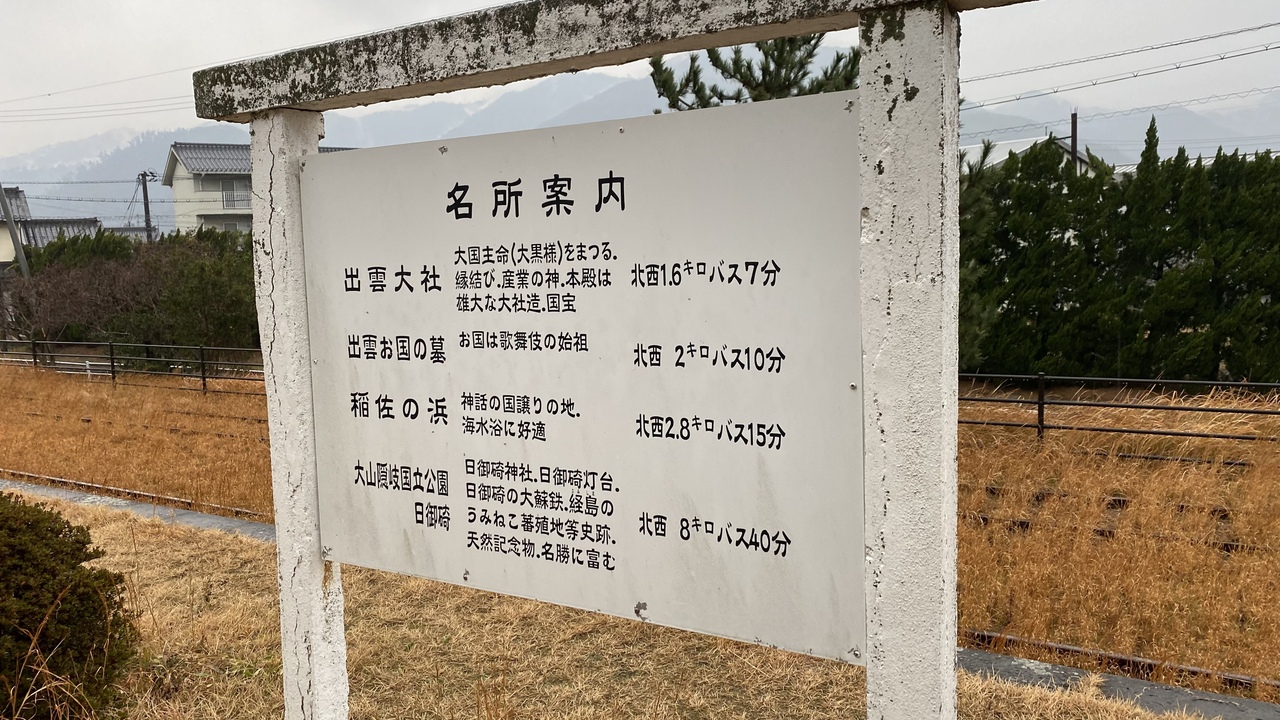 名所案内
出雲大社 大国主命(大黒様)をまつる. 北西1.6キロバス7分
縁結び.産業の神.本殿は
雄大な大社造.国宝
出雲お国の墓 お国は歌舞伎の始祖 北西 2キロバス10分
稲佐の浜 神話の国譲りの地. 北西2.8キロバス15分
海水浴に好適
大山隠岐国立公園 日御碕神社.日御碕灯台. 北西 8キロバス40分
日御碕 日御碕の大蘇鉄.経島の
うみねこ蕃殖地等史跡.
天然記念物.名勝に富む